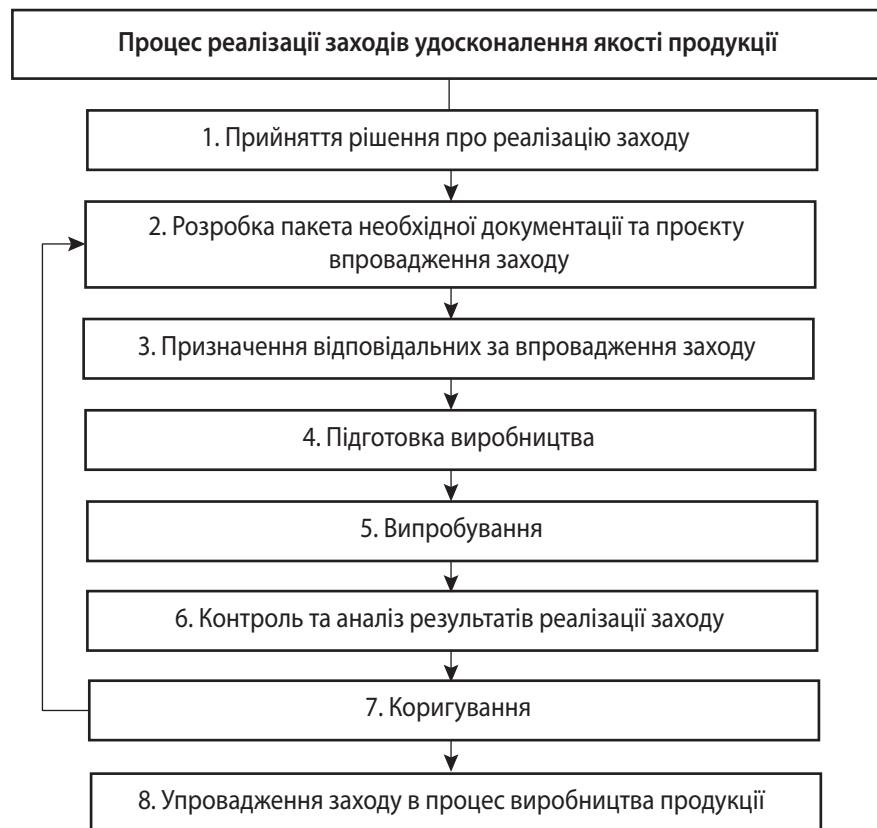 Процес реалізації заходів удосконалення якості продукції
1. Прийняття рішення про реалізацію заходу
2. Розробка пакета необхідної документації та проєкту
впровадження заходу
3. Призначення відповідальних за впровадження заходу
4. Підготовка виробництва
5. Випробування
6. Контроль та аналіз результатів реалізації заходу
7. Коригування
8. Упровадження заходу в процес виробництва продукції